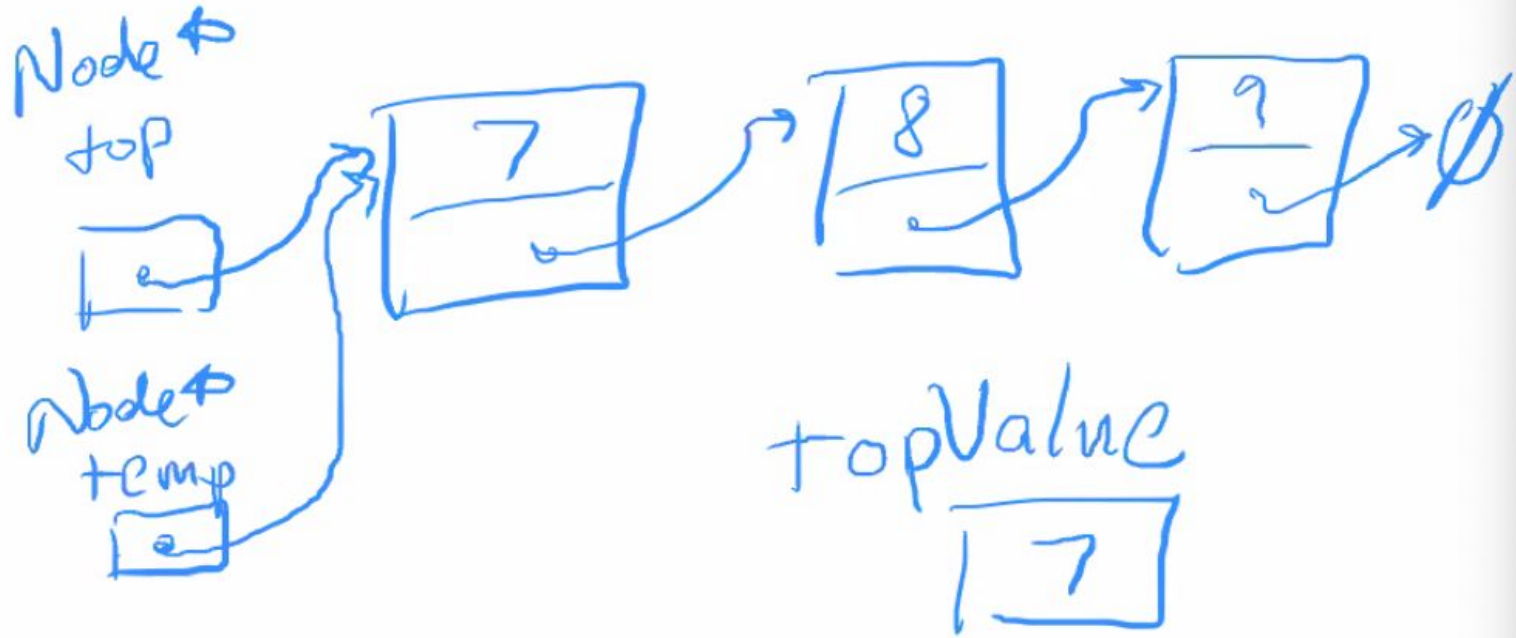 Node*
top
7
8
9
∅
Node*
temp
topValue
7